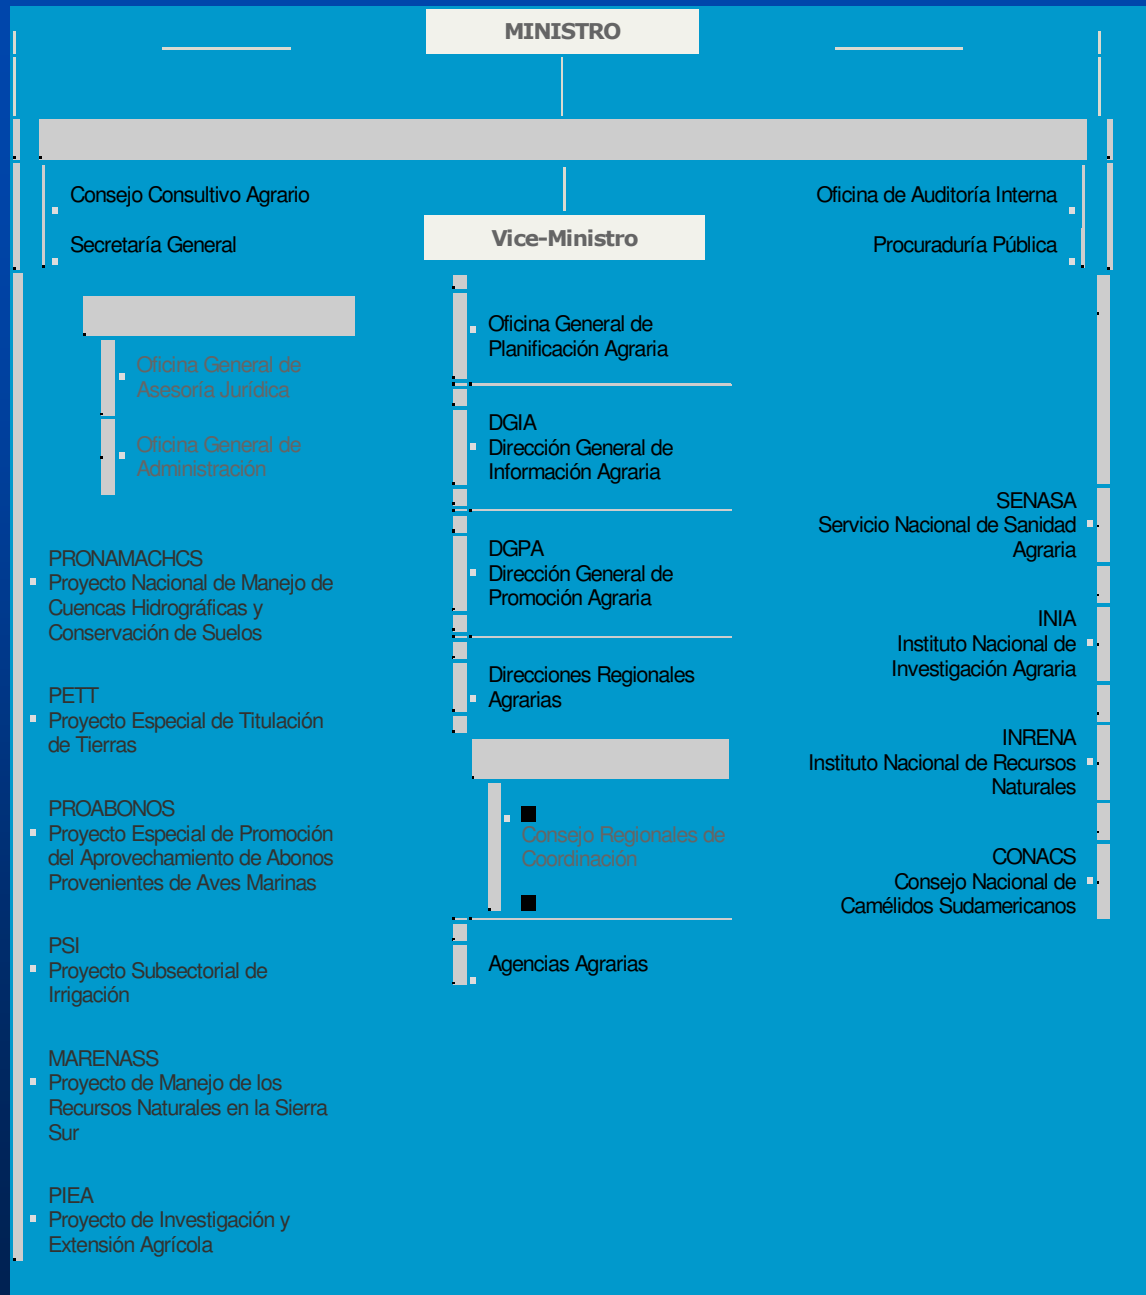 MINISTRO
Consejo Consultivo Agrario
Secretaría General
Oficina de Auditoría Interna
Procuraduría Pública
Vice-Ministro
Oficina General de
Asesoria Jurídica
Oficina General de
Administración
PRONAMACHCS
Proyecto Nacional de Manejo de
Cuencas Hidrográficas y
Conservación de Suelos
PETT
Proyecto Especial de Titulación
de Tierras
PROABONOS
Proyecto Especial de Promoción
del Aprovechamiento de Abonos
Provenientes de Aves Marinas
PSI
Proyecto Subsectorial de
Irrigación
MARENASS
Proyecto de Manejo de los
Recursos Naturales en la Sierra
Sur
PIEA
Proyecto de Investigación y
Extensión Agrícola
Oficina General de
Planificación Agraria
DGIA
Dirección General de
Información Agraria
DGPA
Dirección General de
Promoción Agraria
Direcciones Regionales
Agrarias
Consejo Regionales de
Coordinación
Agencias Agrarias
SENASA
Servicio Nacional de Sanidad
Agraria
INIA
Instituto Nacional de
Investigación Agraria
INRENA
Instituto Nacional de Recursos
Naturales
CONACS
Consejo Nacional de
Camélidos Sudamericanos